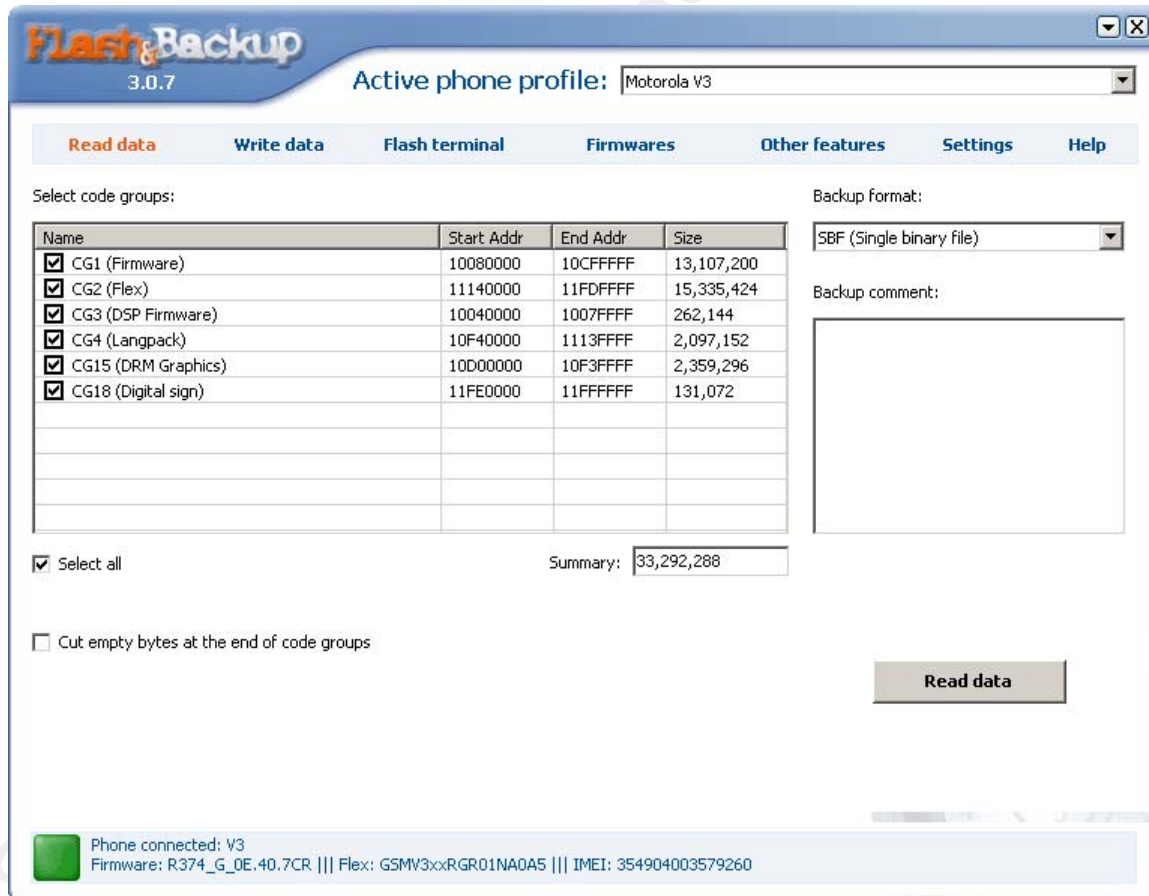 Flash&Backup
3.0.7
Active phone profile: Motorola V3
Read data Write data Flash terminal Firmwares Other features Settings Help
Select code groups: Backup format:
Name Start Addr End Addr Size SBF (Single binary file)
CG1 (Firmware) 10080000 10CFFFFF 13,107,200
CG2 (Flex) 11140000 11FDFFFF 15,335,424 Backup comment:
CG3 (DSP Firmware) 10040000 1007FFFF 262,144
CG4 (Langpack) 10F40000 1113FFFF 2,097,152
CG15 (DRM Graphics) 10D00000 10F3FFFF 2,359,296
CG18 (Digital sign) 11FE0000 11FFFFFF 131,072
Select all Summary: 33,292,288
Cut empty bytes at the end of code groups
Read data
Phone connected: V3
Firmware: R374_G_0E.40.7CR ||| Flex: GSMV3xxRGR01NA0A5 ||| IMEI: 354904003579260